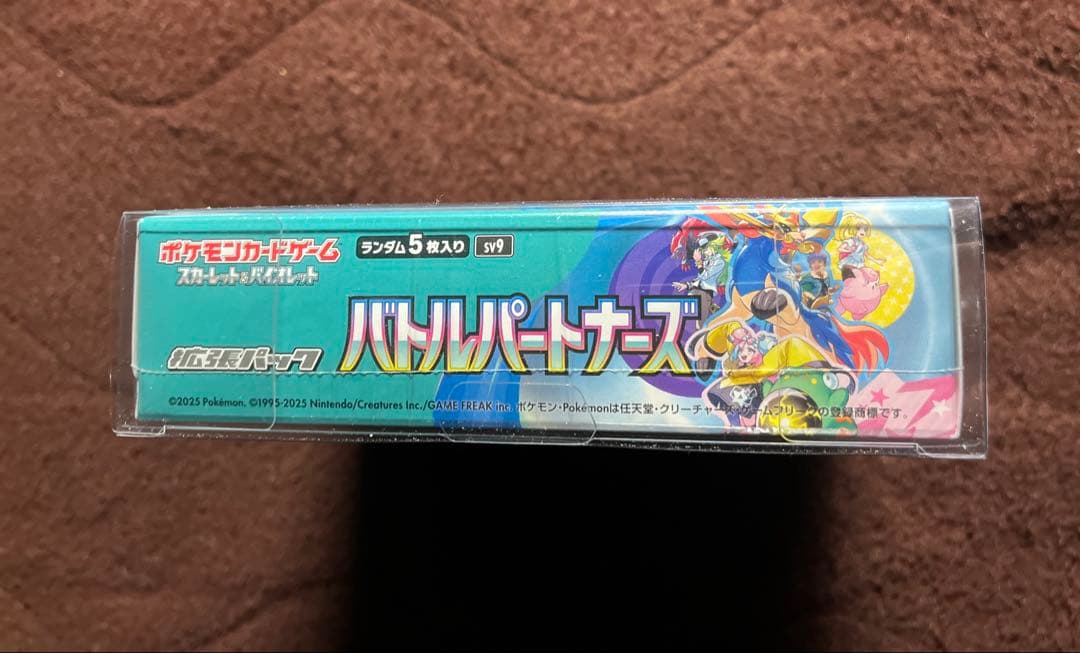 ポケモンカードゲーム
スカーレット&バイオレット
ランダム5枚入り
SV9
拡張パック
バトルパートナーズ
©2025 Pokémon. ©1995-2025 Nintendo/Creatures Inc./GAME FREAK inc. ポケモン・Pokémonは任天堂・クリーチャーズ・ゲームフリークの登録商標です。